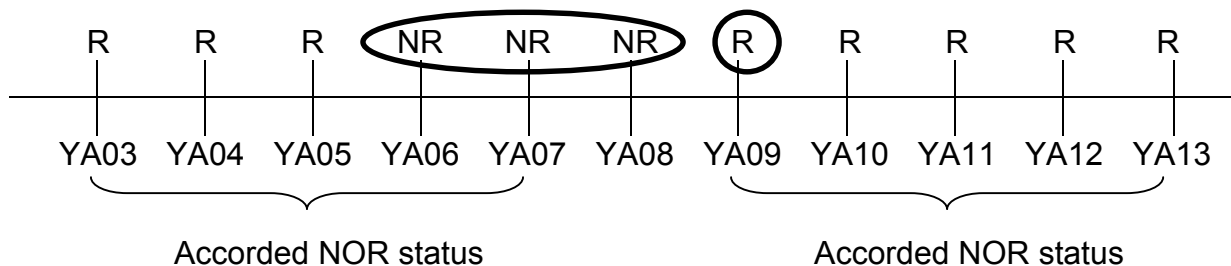 R R R NR NR NR R R R R R
YA03 YA04 YA05 YA06 YA07 YA08 YA09 YA10 YA11 YA12 YA13
Accorded NOR status Accorded NOR status